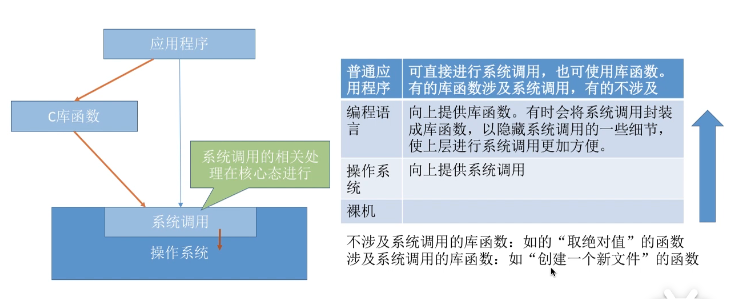 应用程序
C库函数
系统调用的相关处
理在核心态进行
系统调用
操作系统
普通应
用程序
可直接进行系统调用，也可使用库函数。
有的库函数涉及系统调用，有的不涉及
编程语
言
向上提供库函数。有时会将系统调用封装
成库函数，以隐藏系统调用的一些细节，
使上层进行系统调用更加方便。
操作系
统
向上提供系统调用
裸机
不涉及系统调用的库函数：如的“取绝对值”的函数
涉及系统调用的库函数：如“创建一个新文件”的函数